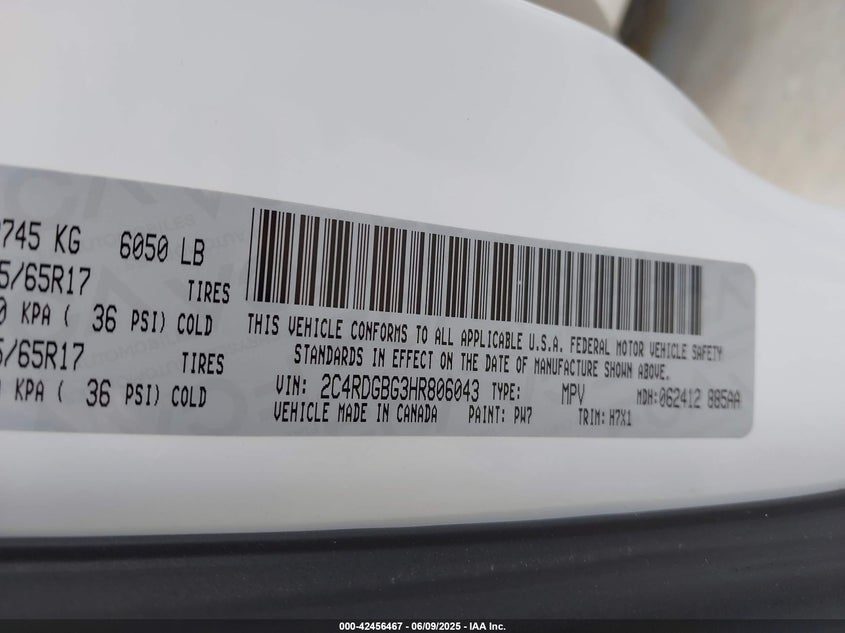 745 KG 6050 LB
5/65R17 TIRES
0 KPA ( 36 PSI) COLD
5/65R17 TIRES
KPA ( 36 PSI) COLD
THIS VEHICLE CONFORMS TO ALL APPLICABLE U.S.A. FEDERAL MOTOR VEHICLE SAFETY
STANDARDS IN EFFECT ON THE DATE OF MANUFACTURE SHOWN ABOVE.
VIN: 2C4RDGBG3HR806043 TYPE: MPV MDH: 062412 885AA
VEHICLE MADE IN CANADA PAINT: PW7 TRIM: H7X1
000-42456467 - 06/09/2025 - IAA Inc.